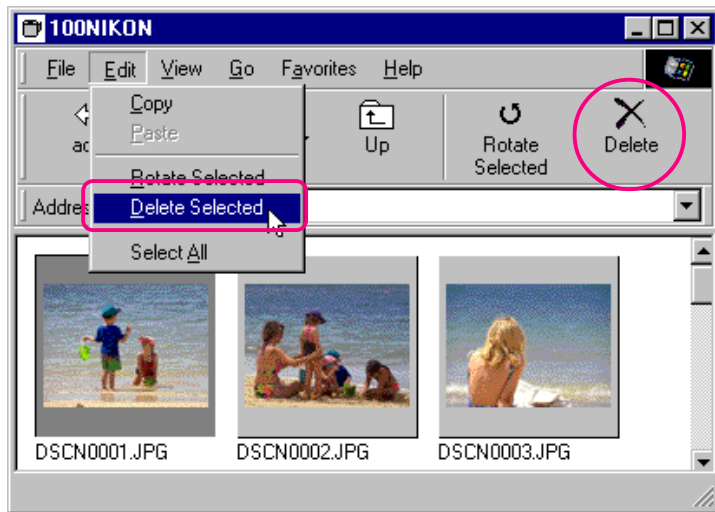 100NIKON
File Edit View Go Favorites Help
Copy
Paste
Rotate Selected
Delete Selected
Select All
Up
Rotate
Selected
Delete
DSCN0001.JPG DSCN0002.JPG DSCN0003.JPG